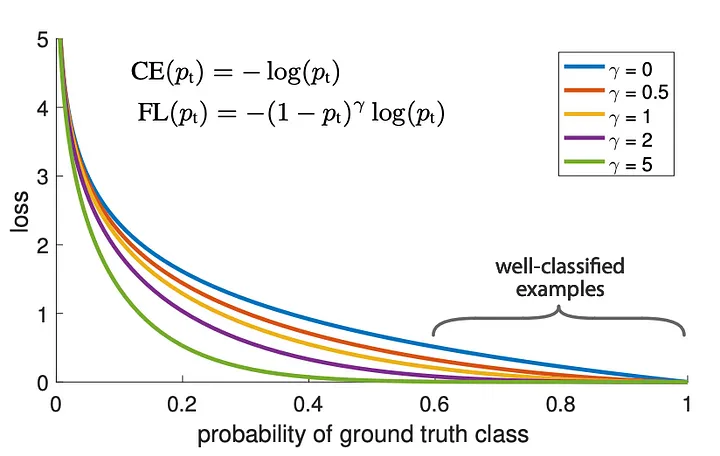 5
4
3
2
1
0
loss
CE(pₜ) = − log(pₜ)
FL(pₜ) = −(1 − pₜ)^γ log(pₜ)
γ = 0
γ = 0.5
γ = 1
γ = 2
γ = 5
well-classified
examples
0 0.2 0.4 0.6 0.8 1
probability of ground truth class